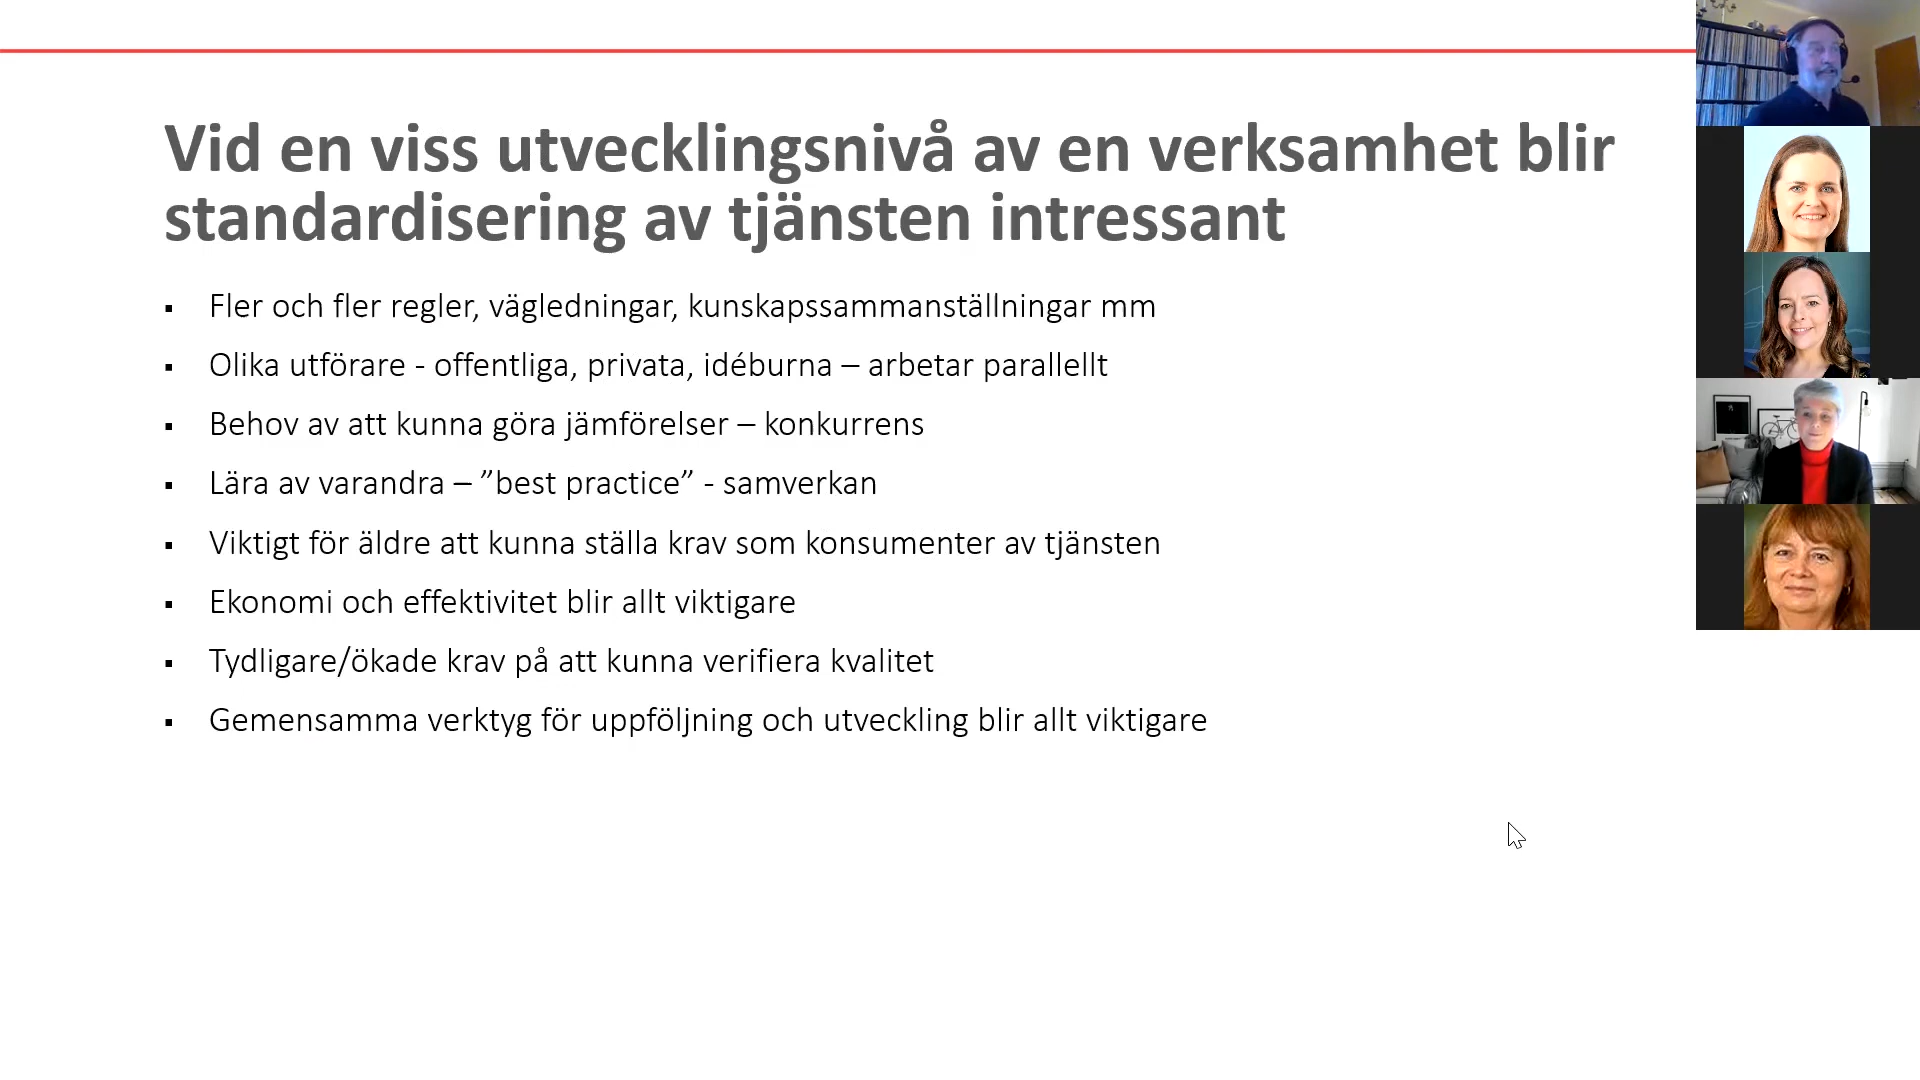 Vid en viss utvecklingsnivå av en verksamhet blir
standardisering av tjänsten intressant
▪ Fler och fler regler, vägledningar, kunskapssammanställningar mm
▪ Olika utförare - offentliga, privata, idéburna – arbetar parallellt
▪ Behov av att kunna göra jämförelser – konkurrens
▪ Lära av varandra – ”best practice” - samverkan
▪ Viktigt för äldre att kunna ställa krav som konsumenter av tjänsten
▪ Ekonomi och effektivitet blir allt viktigare
▪ Tydligare/ökade krav på att kunna verifiera kvalitet
▪ Gemensamma verktyg för uppföljning och utveckling blir allt viktigare